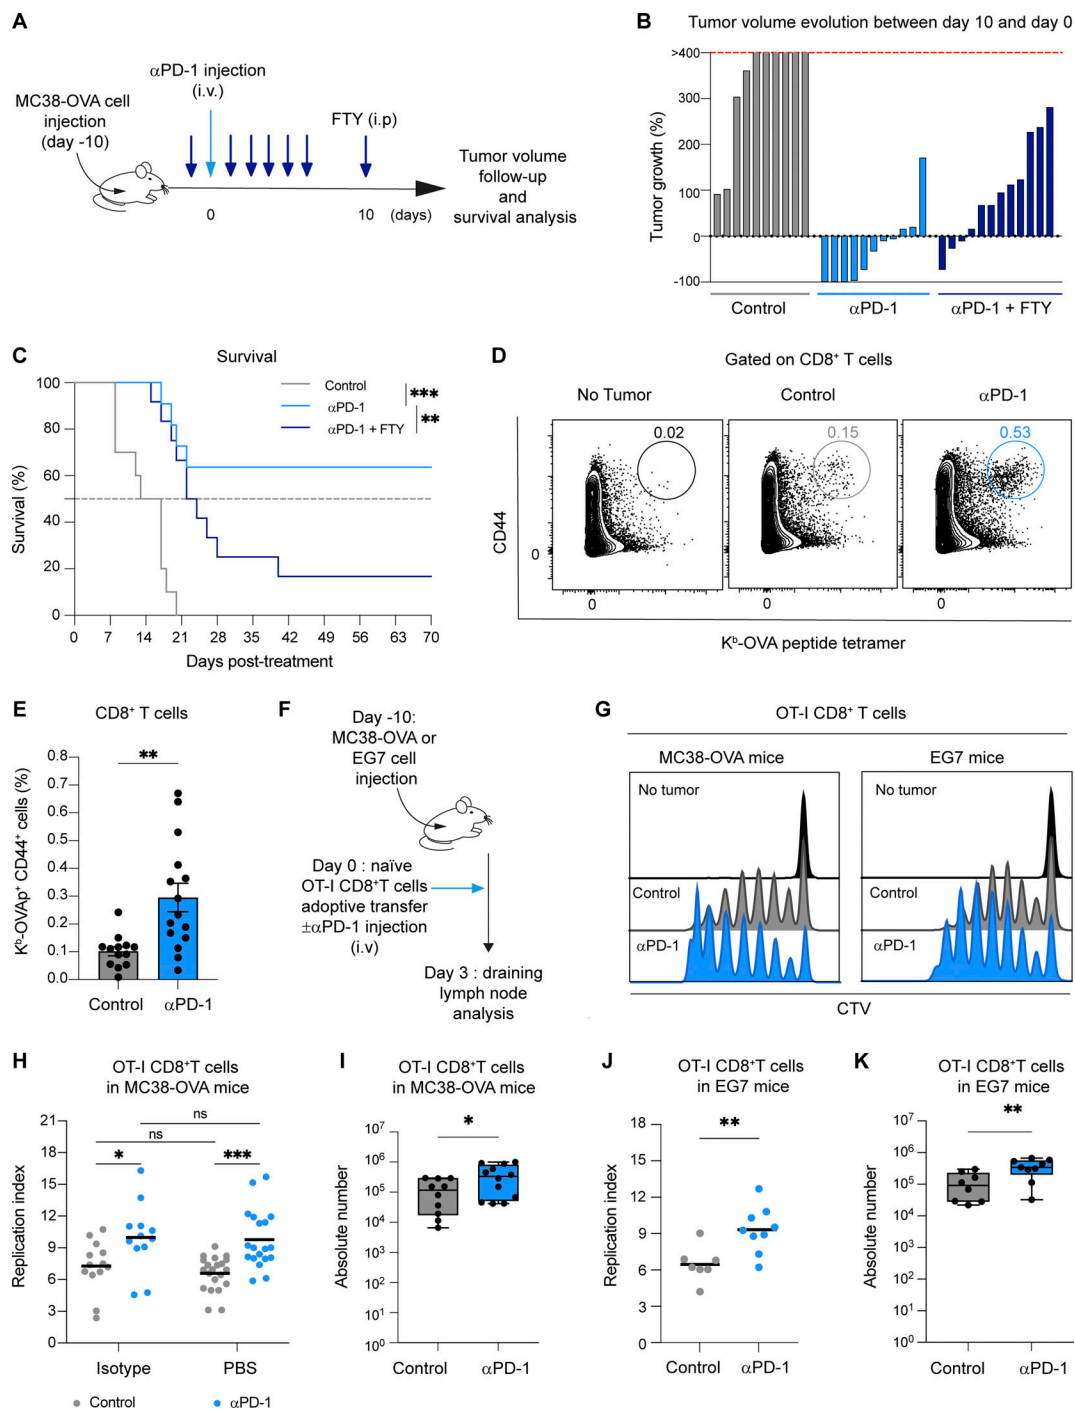 A
αPD-1 injection
(i.v.)
MC38-OVA cell
injection
(day -10)
FTY (i.p)
Tumor volume
follow-up
and
survival analysis
0
10
(days)
B
Tumor volume evolution between day 10 and day 0
Tumor growth (%)
>400
300
200
100
0
-100
Control
αPD-1
αPD-1 + FTY
C
Survival
Control
αPD-1
αPD-1 + FTY
***
**
Survival (%)
100
80
60
40
20
0
0 7 14 21 28 35 42 49 56 63 70
Days post-treatment
D
Gated on CD8⁺ T cells
No Tumor
Control
αPD-1
0.02
0.15
0.53
CD44
0
0
0
0
Kᵇ-OVA peptide tetramer
E
CD8⁺ T cells
**
Kᵇ-OVAp⁺ CD44⁺ cells (%)
0.8
0.7
0.6
0.5
0.4
0.3
0.2
0.1
0.0
Control
αPD-1
F
Day -10:
MC38-OVA or
EG7 cell
injection
Day 0 : naïve
OT-I CD8⁺T cells
adoptive transfer
±αPD-1 injection
(i.v)
Day 3 : draining
lymph node
analysis
G
OT-I CD8⁺ T cells
MC38-OVA mice
EG7 mice
No tumor
Control
αPD-1
No tumor
Control
αPD-1
CTV
H
OT-I CD8⁺T cells
in MC38-OVA mice
ns
ns
*
***
Replication index
21
18
15
12
9
6
3
0
Isotype
PBS
Control
αPD-1
I
OT-I CD8⁺T cells
in MC38-OVA mice
*
Absolute number
10⁷
10⁶
10⁵
10⁴
10³
10²
10¹
10⁰
Control
αPD-1
J
OT-I CD8⁺T cells
in EG7 mice
**
Replication index
18
15
12
9
6
3
0
Control
αPD-1
K
OT-I CD8⁺T cells
in EG7 mice
**
Absolute number
10⁷
10⁶
10⁵
10⁴
10³
10²
10¹
10⁰
Control
αPD-1